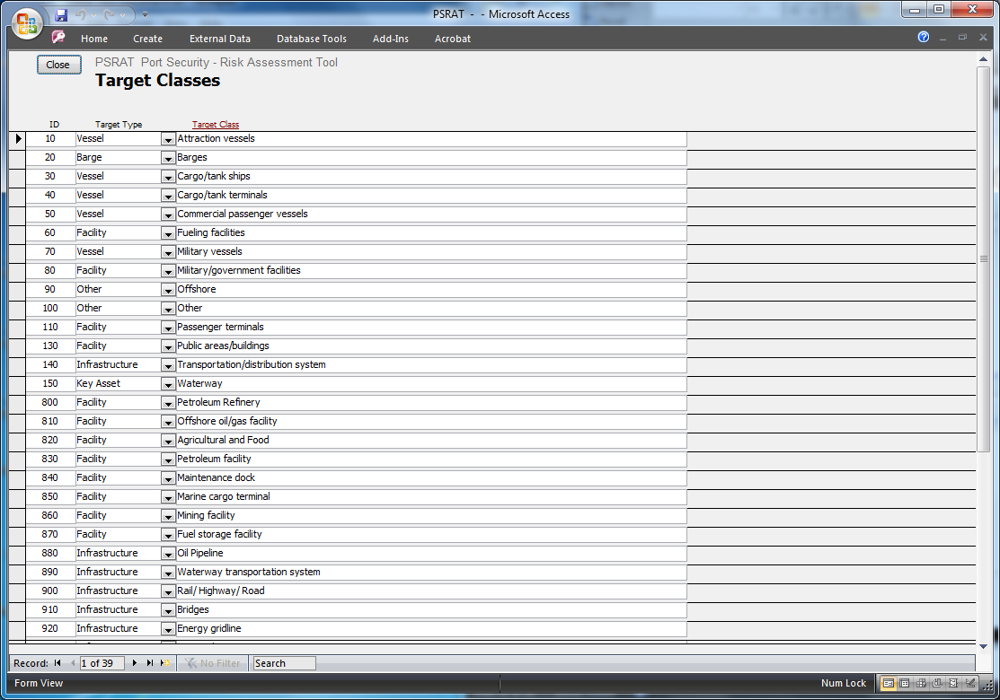 PSRAT - - Microsoft Access
Home Create External Data Database Tools Add-Ins Acrobat
Close PSRAT Port Security - Risk Assessment Tool
Target Classes
ID Target Type Target Class
10 Vessel Attraction vessels
20 Barge Barges
30 Vessel Cargo/tank ships
40 Vessel Cargo/tank terminals
50 Vessel Commercial passenger vessels
60 Facility Fueling facilities
70 Vessel Military vessels
80 Facility Military/government facilities
90 Other Offshore
100 Other Other
110 Facility Passenger terminals
130 Facility Public areas/buildings
140 Infrastructure Transportation/distribution system
150 Key Asset Waterway
800 Facility Petroleum Refinery
810 Facility Offshore oil/gas facility
820 Facility Agricultural and Food
830 Facility Petroleum facility
840 Facility Maintenance dock
850 Facility Marine cargo terminal
860 Facility Mining facility
870 Facility Fuel storage facility
880 Infrastructure Oil Pipeline
890 Infrastructure Waterway transportation system
900 Infrastructure Rail/ Highway/ Road
910 Infrastructure Bridges
920 Infrastructure Energy gridline
Record: 1 of 39 No Filter Search
Form View Num Lock